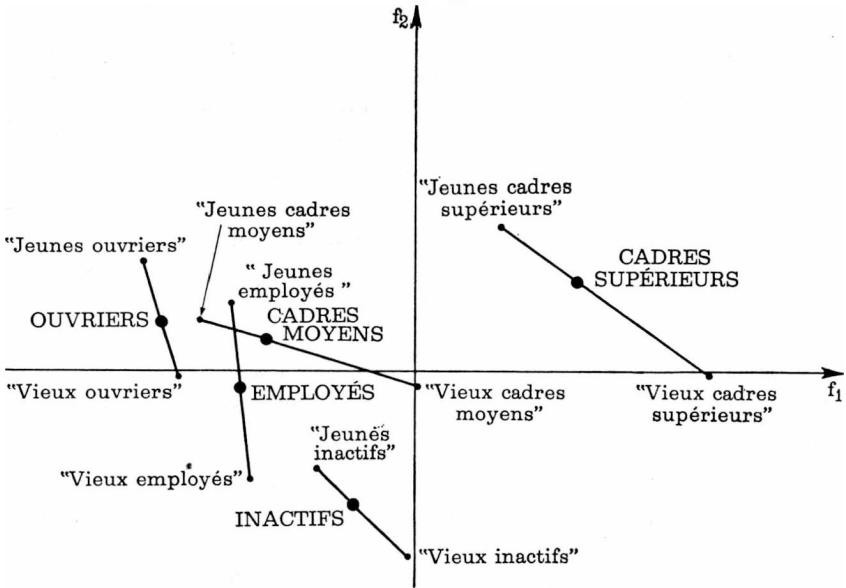 f2
"Jeunes cadres
moyens"
"Jeunes cadres
supérieurs"
"Jeunes ouvriers"
" Jeunes
employés "
CADRES
SUPÉRIEURS
OUVRIERS
CADRES
MOYENS
f1
"Vieux ouvriers"
EMPLOYÉS
"Vieux cadres
moyens"
"Vieux cadres
supérieurs"
"Jeunes
inactifs"
"Vieux employés"
INACTIFS
"Vieux inactifs"